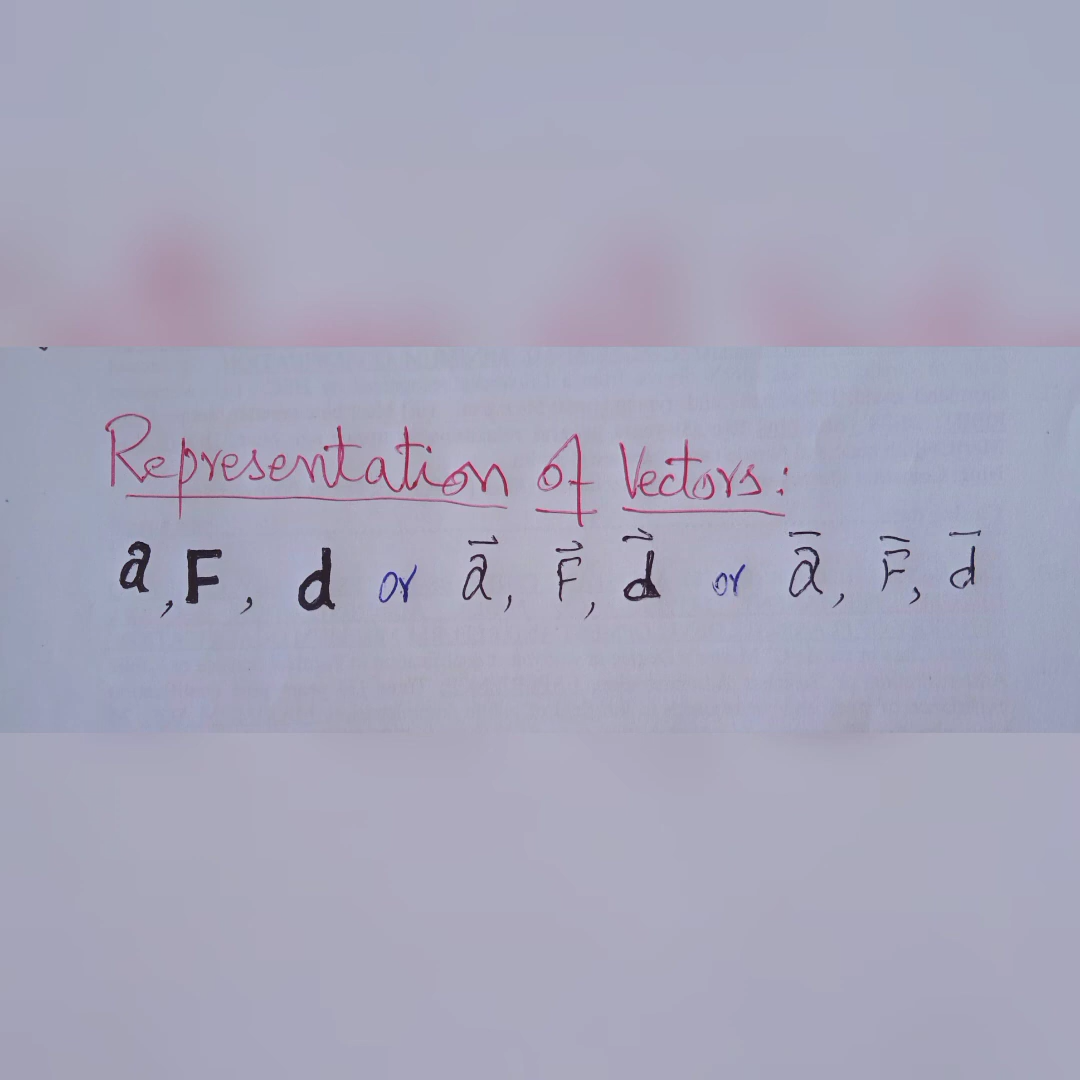 Representation of Vectors:
a, F, d or a⃗, F⃗, d⃗ or a̅, F̅, d̅